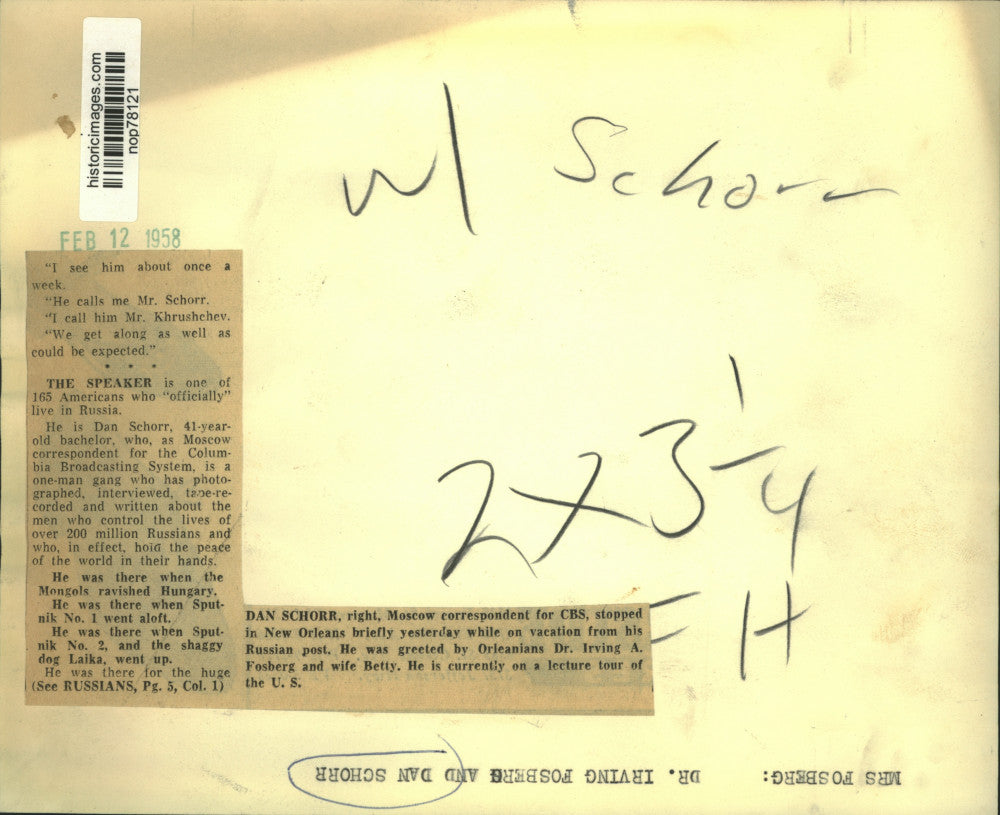 historicimages.com
nop78121
FEB 12 1958
w/ Schorr
"I see him about once a
week.
"He calls me Mr. Schorr.
"I call him Mr. Khrushchev.
"We get along as well as
could be expected."
* * *
THE SPEAKER is one of
165 Americans who "officially"
live in Russia.
He is Dan Schorr, 41-year-
old bachelor, who, as Moscow
correspondent for the Colum-
bia Broadcasting System, is a
one-man gang who has photo-
graphed, interviewed, tape-re-
corded and written about the
men who control the lives of
over 200 million Russians and
who, in effect, hold the peace
of the world in their hands.
He was there when the
Mongols ravished Hungary.
He was there when Sput-
nik No. 1 went aloft.
He was there when Sput-
nik No. 2, and the shaggy
dog Laika, went up.
He was there for the huge
(See RUSSIANS, Pg. 5, Col. 1)
2 X 3 1/4
H
DAN SCHORR, right, Moscow correspondent for CBS, stopped
in New Orleans briefly yesterday while on vacation from his
Russian post. He was greeted by Orleanians Dr. Irving A.
Fosberg and wife Betty. He is currently on a lecture tour of
the U. S.
MRS FOSBERG: DR. IRVING FOSBERG AND DAN SCHORR